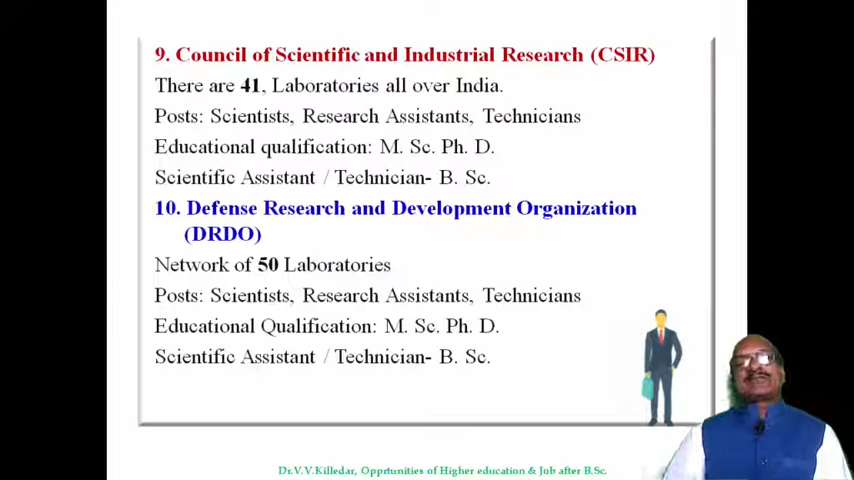 9. Council of Scientific and Industrial Research (CSIR)
There are 41, Laboratories all over India.
Posts: Scientists, Research Assistants, Technicians
Educational qualification: M. Sc. Ph. D.
Scientific Assistant / Technician- B. Sc.
10. Defense Research and Development Organization
(DRDO)
Network of 50 Laboratories
Posts: Scientists, Research Assistants, Technicians
Educational Qualification: M. Sc. Ph. D.
Scientific Assistant / Technician- B. Sc.
Dr.V.V.Killedar, Opprtunities of Higher education & Job after B.Sc.